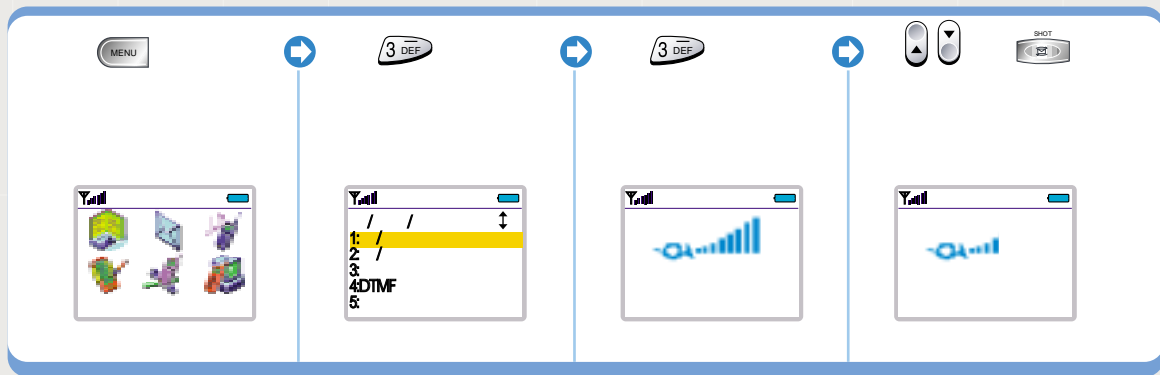 MENU
3 DEF
3 DEF
SHOT
/ /
1: /
2: /
3:
4:DTMF
5: